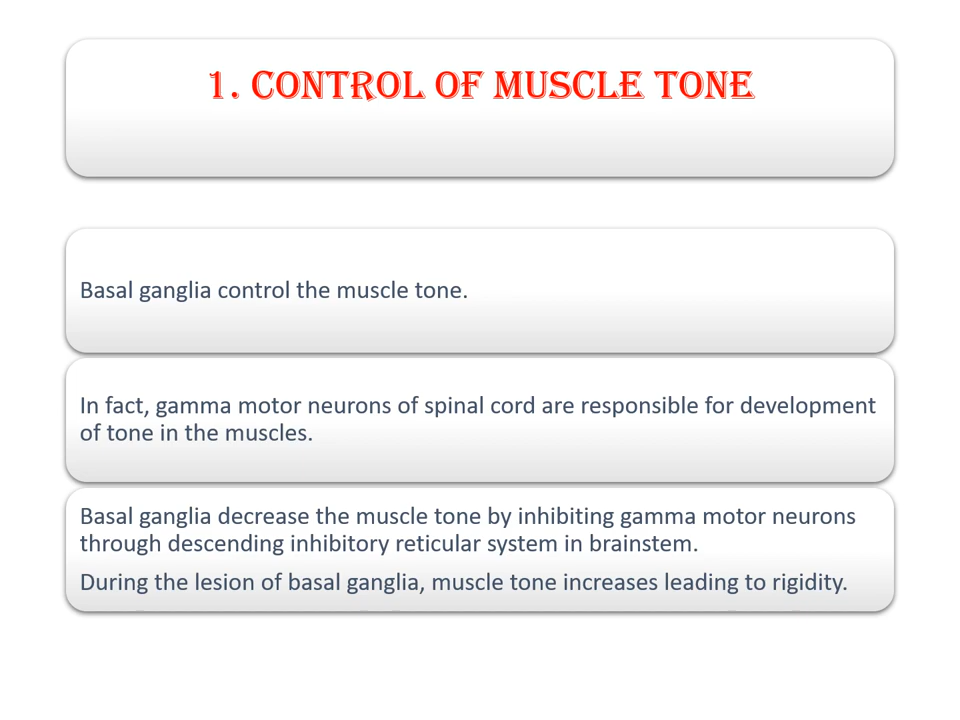 1. CONTROL OF MUSCLE TONE
Basal ganglia control the muscle tone.
In fact, gamma motor neurons of spinal cord are responsible for development
of tone in the muscles.
Basal ganglia decrease the muscle tone by inhibiting gamma motor neurons
through descending inhibitory reticular system in brainstem.
During the lesion of basal ganglia, muscle tone increases leading to rigidity.